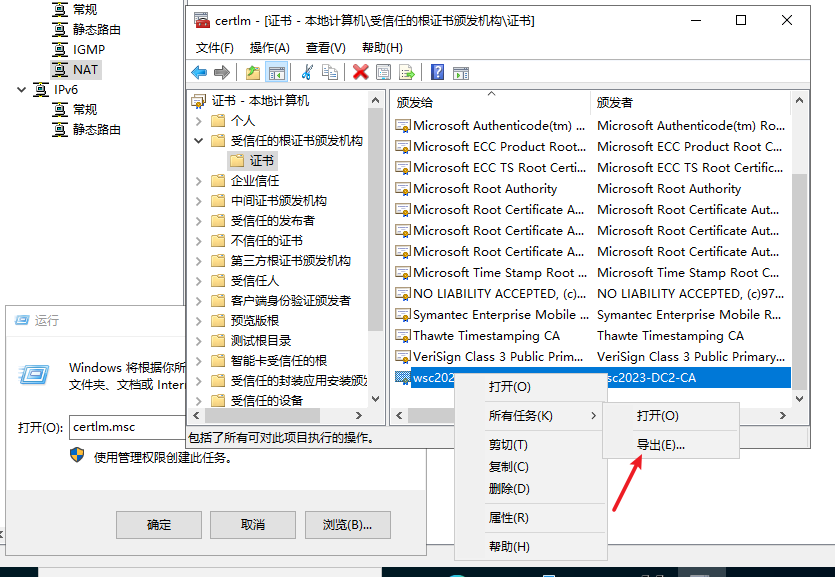 常规
静态路由
IGMP
NAT
IPv6
常规
静态路由
certlm - [证书 - 本地计算机\受信任的根证书颁发机构\证书]
文件(F) 操作(A) 查看(V) 帮助(H)
证书 - 本地计算机
个人
受信任的根证书颁发机构
证书
企业信任
中间证书颁发机构
受信任的发布者
不信任的证书
第三方根证书颁发机构
受信任人
客户端身份验证颁发者
预览版根
测试根目录
智能卡受信任的根
受信任的封装应用安装颁发
受信任的设备
颁发给 颁发者
Microsoft Authenticode(tm) ... Microsoft Authenticode(tm) Ro...
Microsoft ECC Product Root... Microsoft ECC Product Root C...
Microsoft ECC TS Root Certi... Microsoft ECC TS Root Certific...
Microsoft Root Authority Microsoft Root Authority
Microsoft Root Certificate A... Microsoft Root Certificate Aut...
Microsoft Root Certificate A... Microsoft Root Certificate Aut...
Microsoft Root Certificate A... Microsoft Root Certificate Aut...
Microsoft Time Stamp Root ... Microsoft Time Stamp Root C...
NO LIABILITY ACCEPTED, (c)... NO LIABILITY ACCEPTED, (c)97...
Symantec Enterprise Mobile ... Symantec Enterprise Mobile R...
Thawte Timestamping CA Thawte Timestamping CA
VeriSign Class 3 Public Prim... VeriSign Class 3 Public Primary...
wsc202 sc2023-DC2-CA
包括了所有可对此项目执行的操作。
打开(O)
所有任务(K)
剪切(T)
复制(C)
删除(D)
属性(R)
帮助(H)
打开(O)
导出(E)...
运行
Windows 将根据你所
文件夹、文档或 Inter
打开(O): certlm.msc
使用管理权限创建此任务。
确定 取消 浏览(B)...